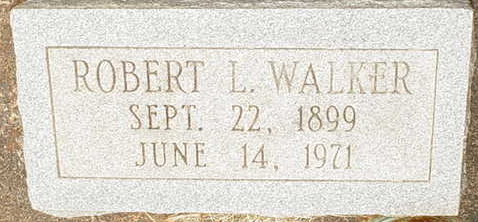 ROBERT L. WALKER
SEPT. 22, 1899
JUNE 14, 1971